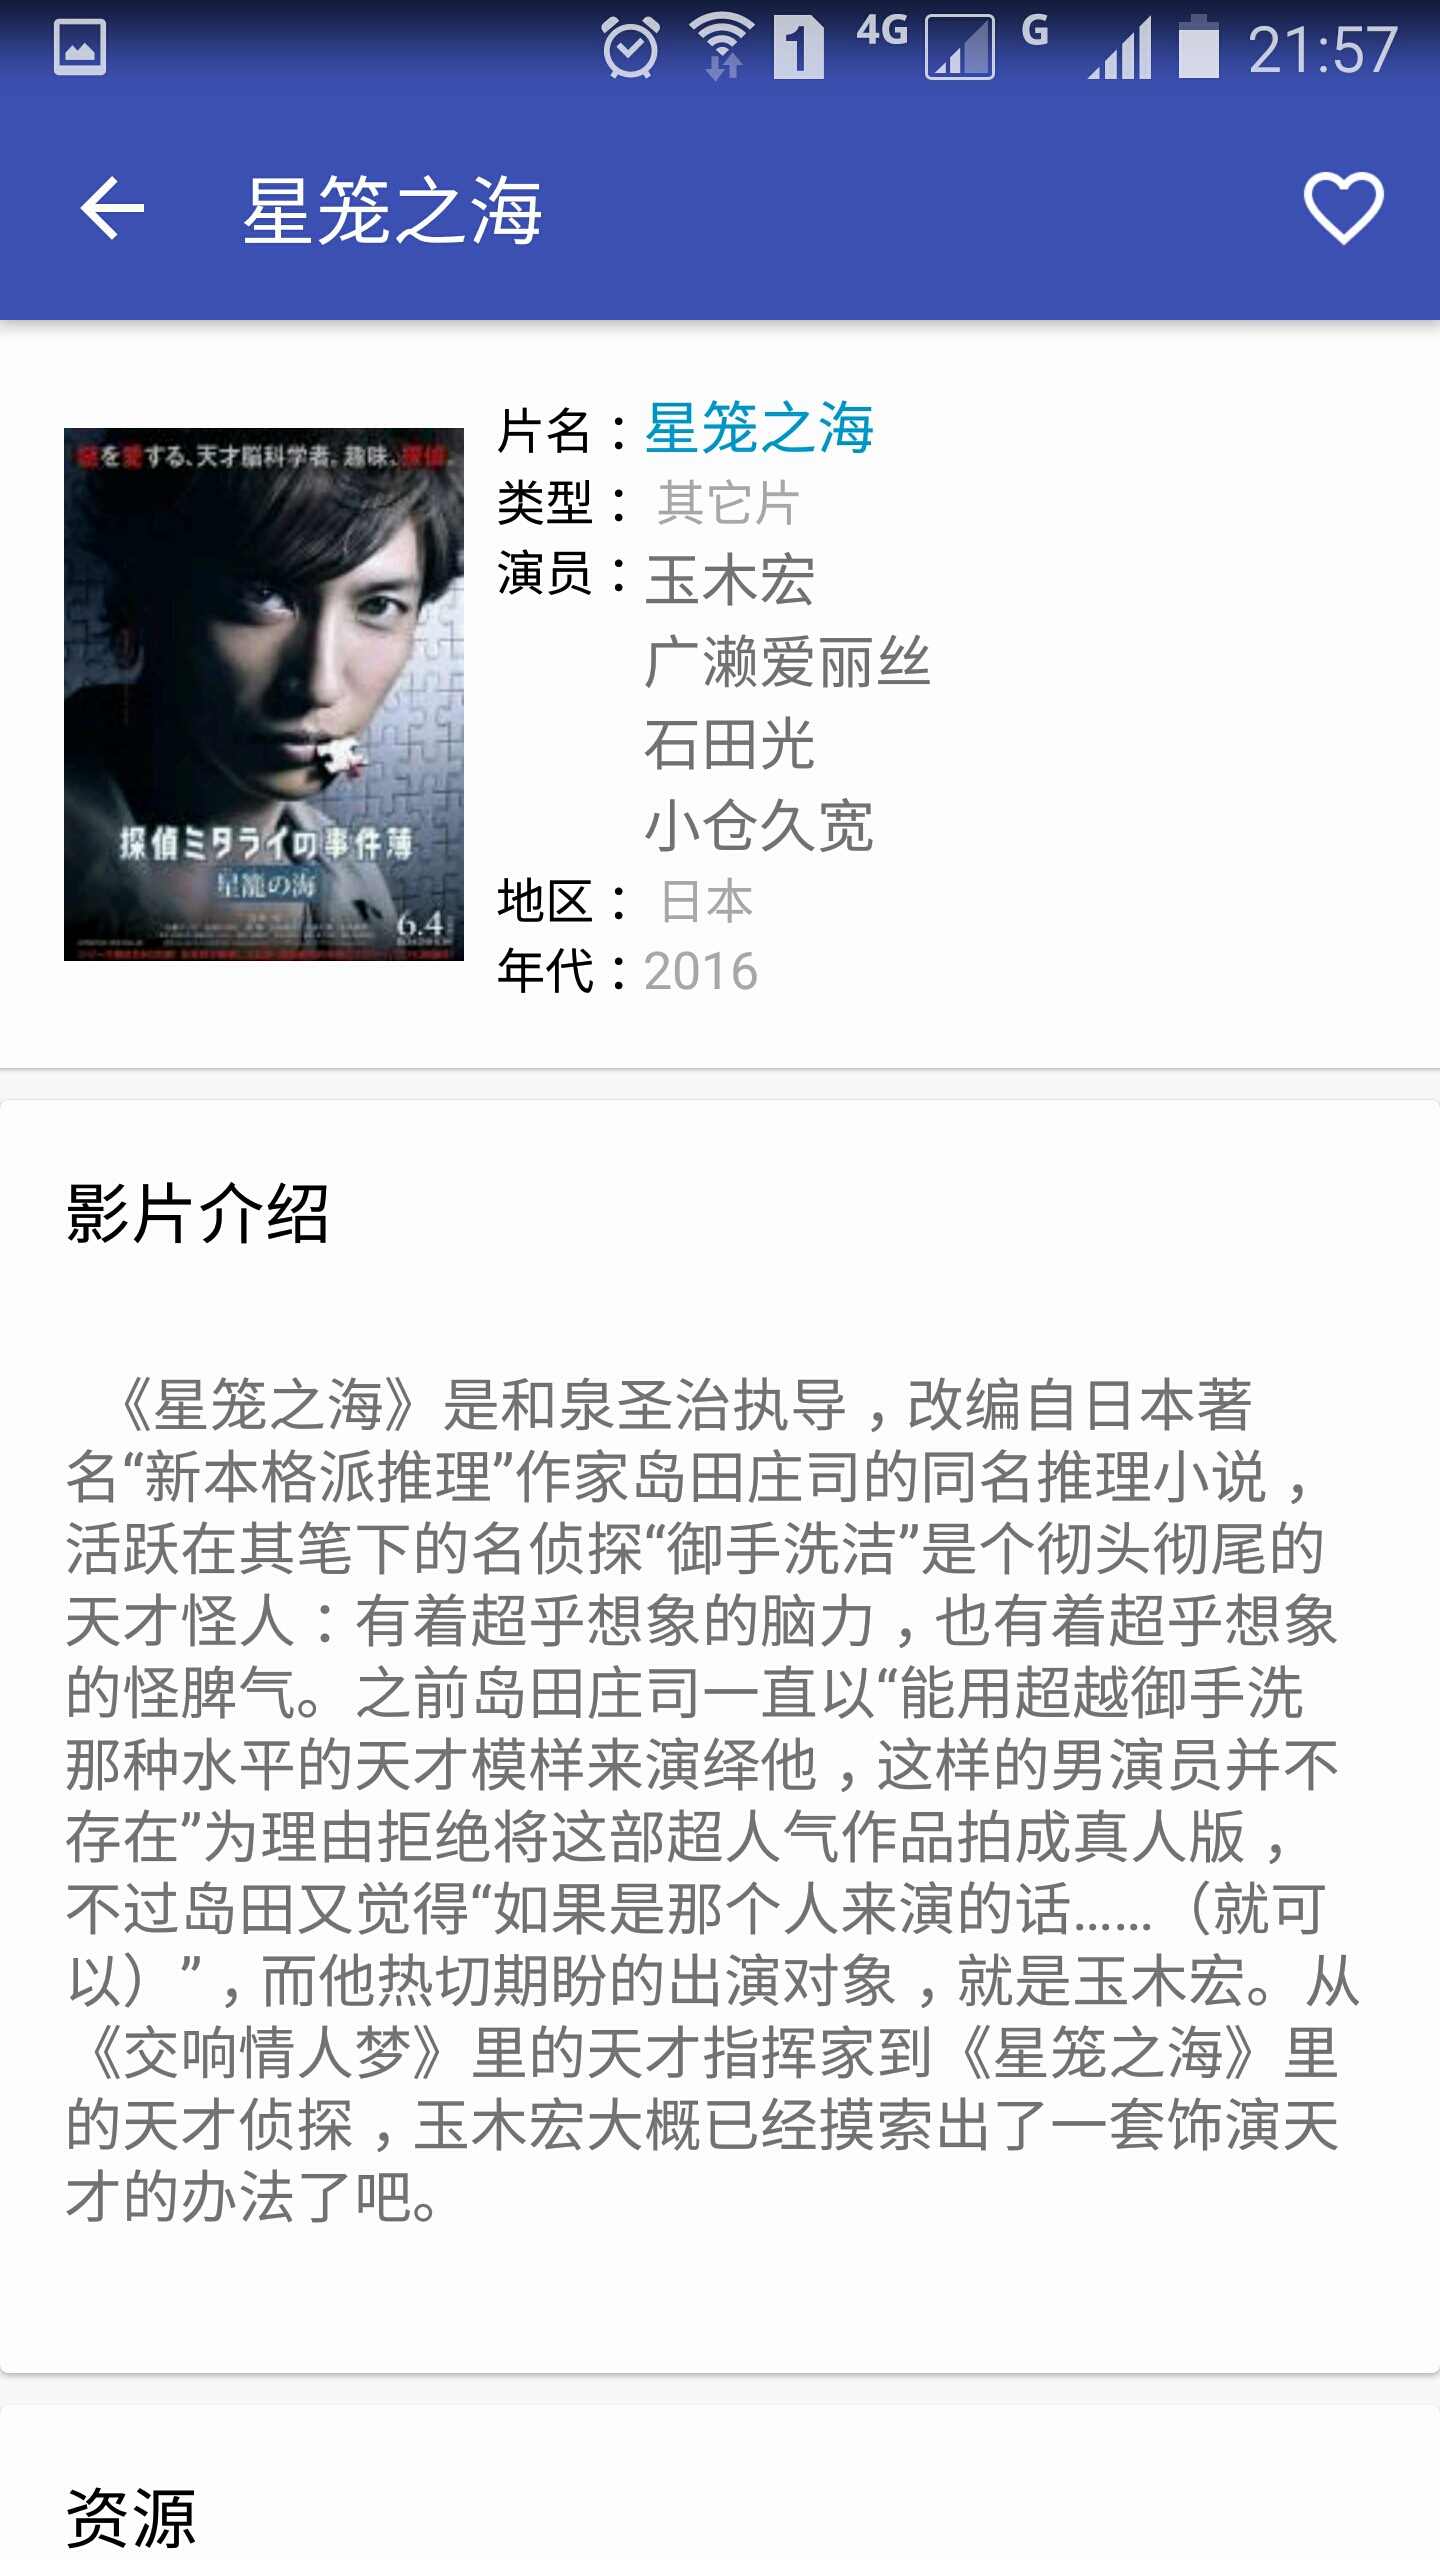 4G G 21:57
星笼之海
謎を愛する、天才脳科学者。趣味、探偵。
探偵ミタライの事件簿
星籠の海
6.4
片名：星笼之海
类型： 其它片
演员：玉木宏
广濑爱丽丝
石田光
小仓久宽
地区： 日本
年代：2016
影片介绍
《星笼之海》是和泉圣治执导，改编自日本著
名“新本格派推理”作家岛田庄司的同名推理小说，
活跃在其笔下的名侦探“御手洗洁”是个彻头彻尾的
天才怪人：有着超乎想象的脑力，也有着超乎想象
的怪脾气。之前岛田庄司一直以“能用超越御手洗
那种水平的天才模样来演绎他，这样的男演员并不
存在”为理由拒绝将这部超人气作品拍成真人版，
不过岛田又觉得“如果是那个人来演的话……（就可
以）”，而他热切期盼的出演对象，就是玉木宏。从
《交响情人梦》里的天才指挥家到《星笼之海》里
的天才侦探，玉木宏大概已经摸索出了一套饰演天
才的办法了吧。
资源